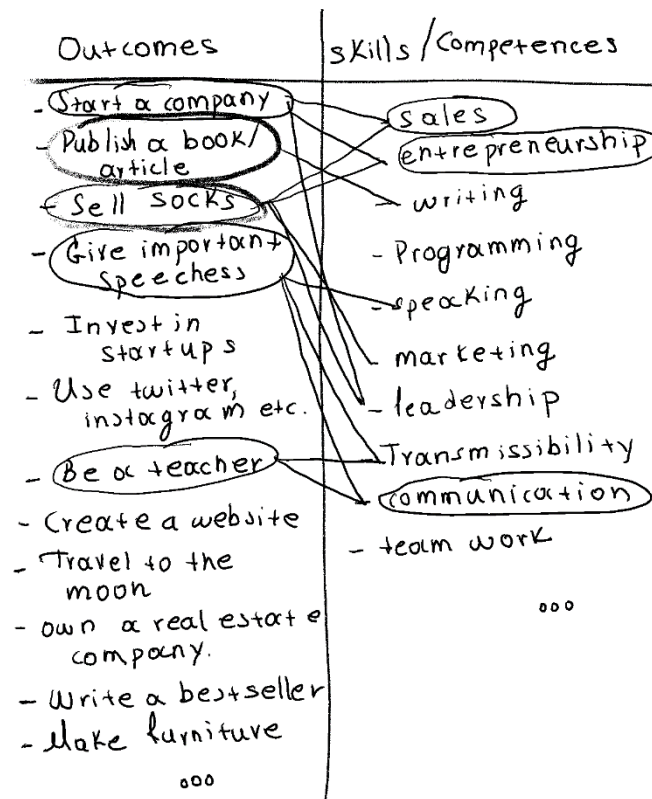 Outcomes
- Start a company
- Publish a book/
article
- Sell socks
- Give important
speechess
- Invest in
startups
- Use twitter,
instagram etc.
- Be a teacher
- Create a website
- Travel to the
moon
- own a real estate
company.
- Write a bestseller
- Make furniture
ooo
skills/Competences
sales
entrepreneurship
- writing
- Programming
- speaking
- marketing
- leadership
Transmissibility
communication
- team work
ooo